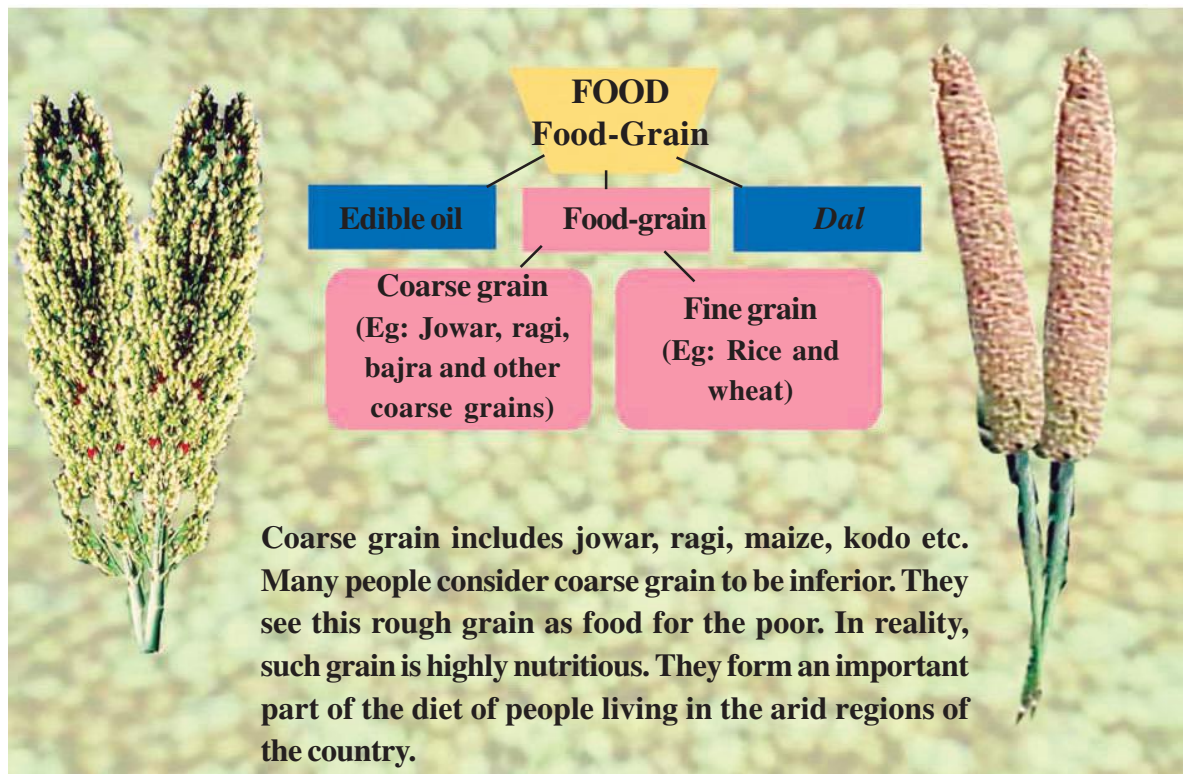 FOOD
Food-Grain
Edible oil
Food-grain
Dal
Coarse grain
(Eg: Jowar, ragi,
bajra and other
coarse grains)
Fine grain
(Eg: Rice and
wheat)
Coarse grain includes jowar, ragi, maize, kodo etc.
Many people consider coarse grain to be inferior. They
see this rough grain as food for the poor. In reality,
such grain is highly nutritious. They form an important
part of the diet of people living in the arid regions of
the country.